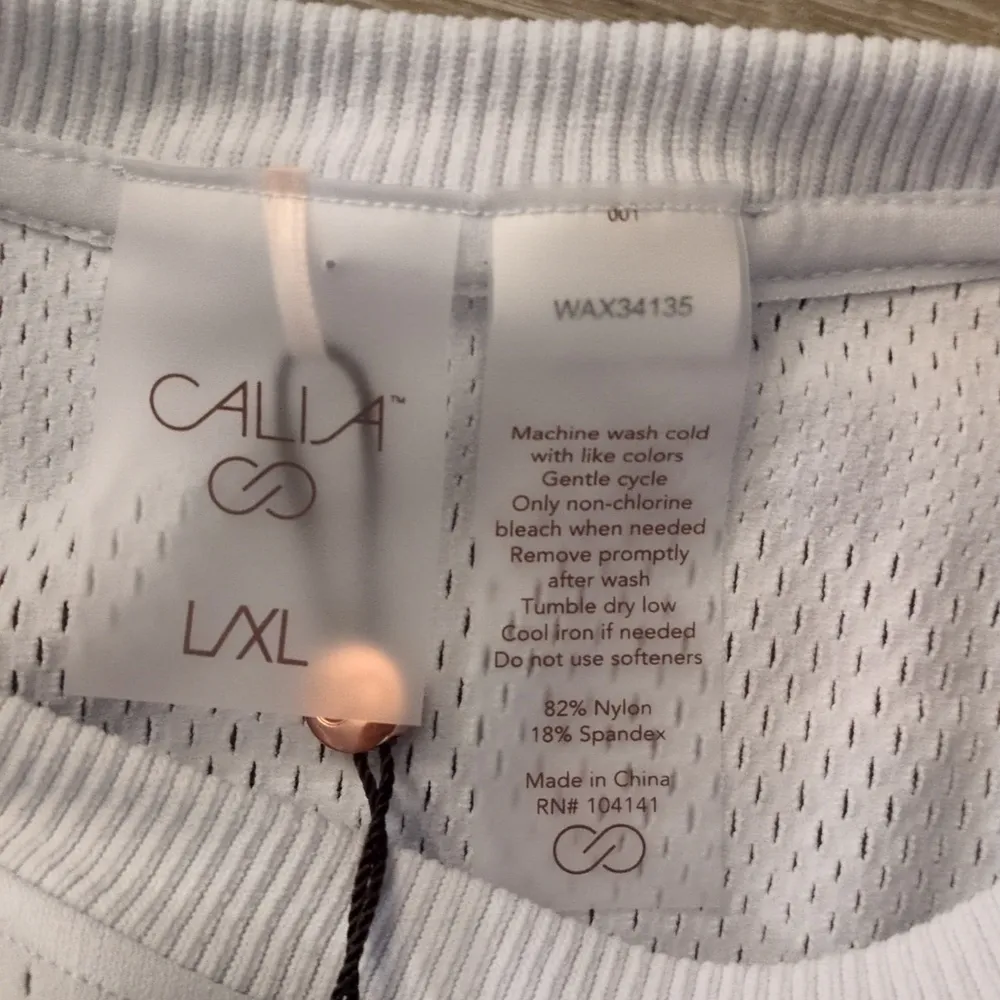 CALIA™
L/XL
001
WAX34135
Machine wash cold
with like colors
Gentle cycle
Only non-chlorine
bleach when needed
Remove promptly
after wash
Tumble dry low
Cool iron if needed
Do not use softeners
82% Nylon
18% Spandex
Made in China
RN# 104141